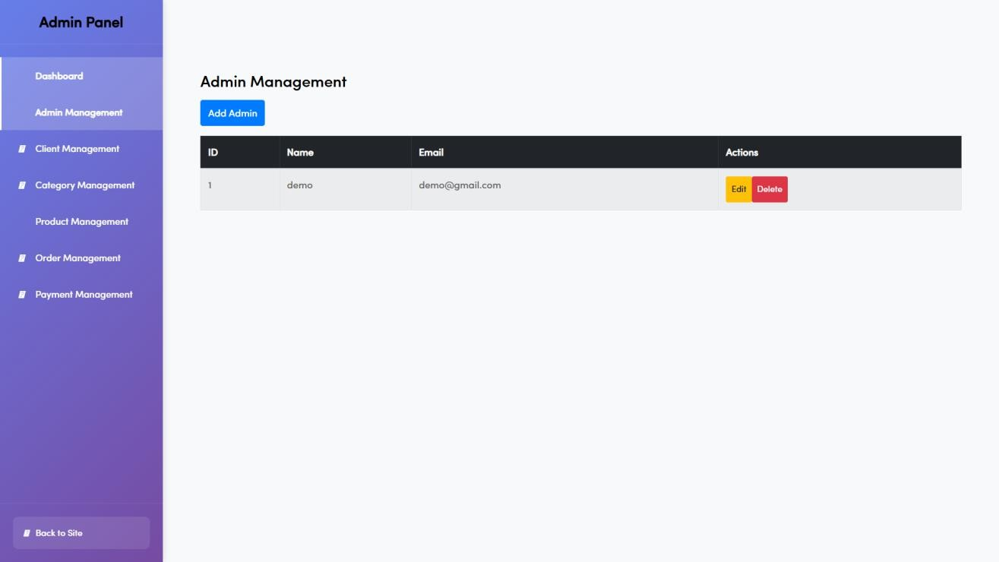 Admin Panel
Dashboard
Admin Management
Client Management
Category Management
Product Management
Order Management
Payment Management
Back to Site
Admin Management
Add Admin
ID Name Email Actions
1 demo demo@gmail.com Edit Delete